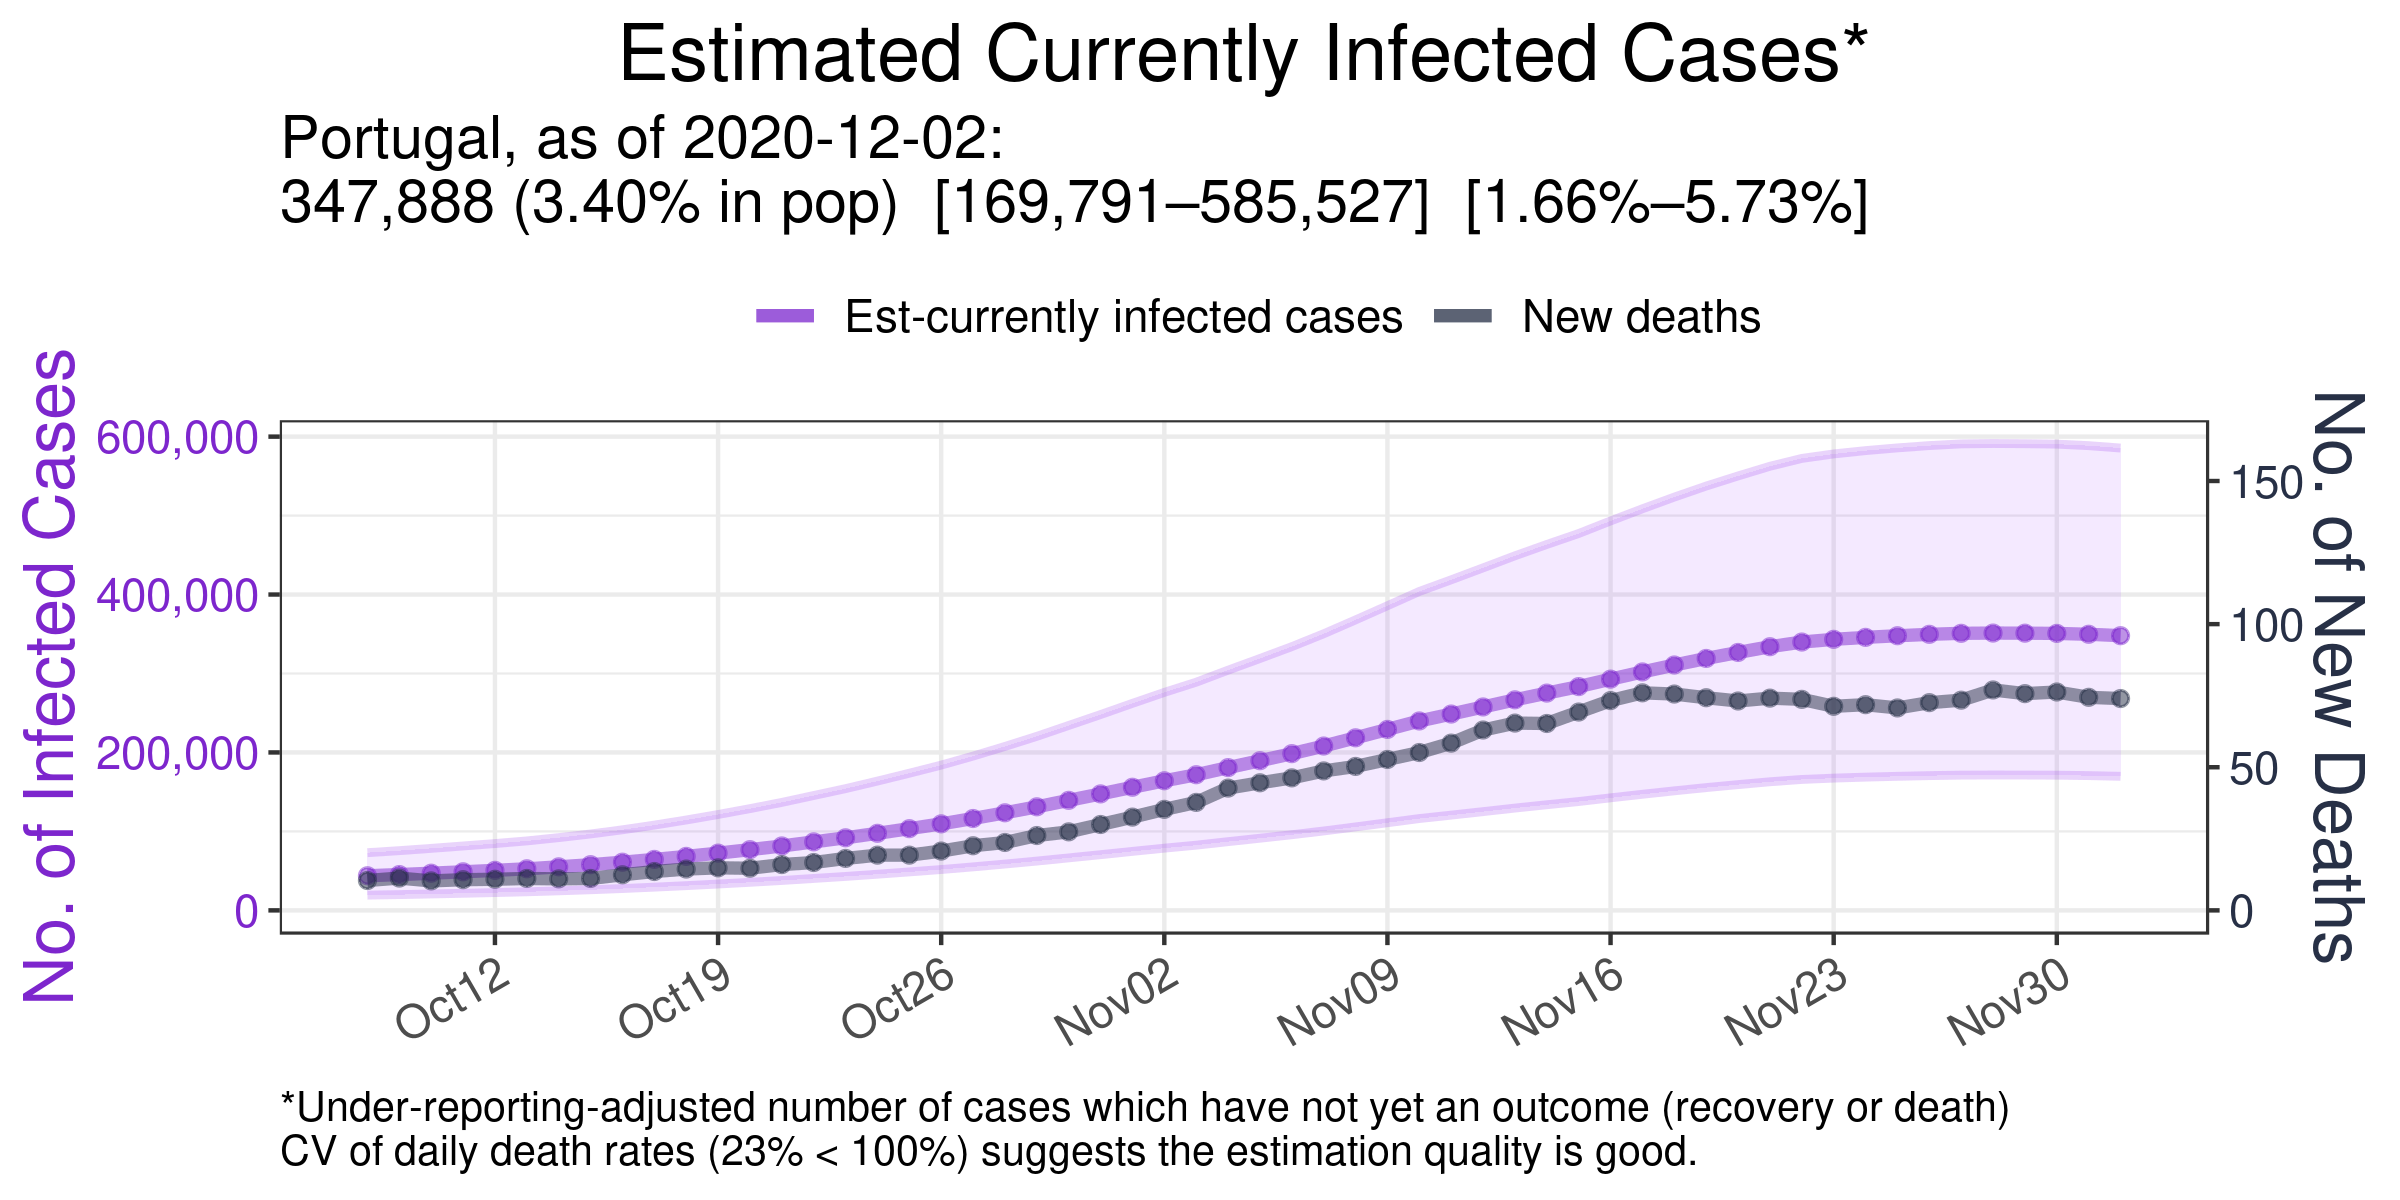 Estimated Currently Infected Cases*
Portugal, as of 2020-12-02:
347,888 (3.40% in pop) [169,791–585,527] [1.66%–5.73%]
Est-currently infected cases New deaths
No. of Infected Cases
600,000
400,000
200,000
0
150
100
50
0
No. of New Deaths
Oct12 Oct19 Oct26 Nov02 Nov09 Nov16 Nov23 Nov30
*Under-reporting-adjusted number of cases which have not yet an outcome (recovery or death)
CV of daily death rates (23% < 100%) suggests the estimation quality is good.